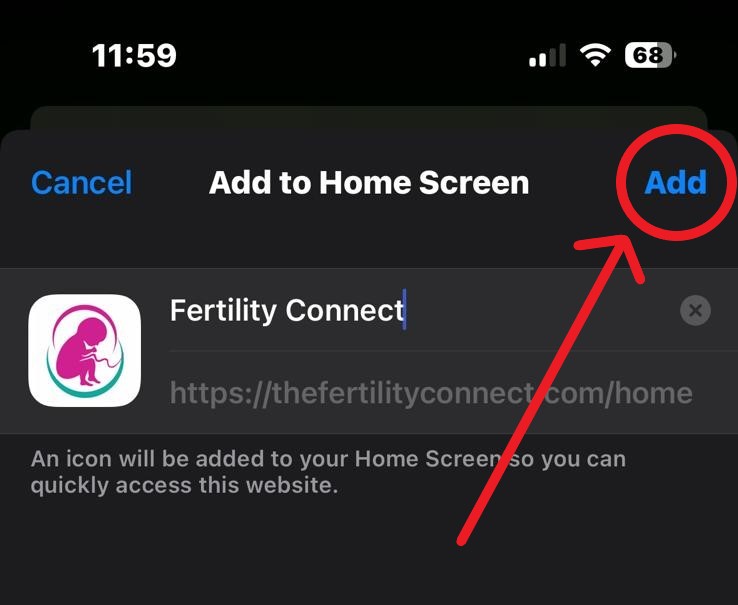 11:59
68
Cancel
Add to Home Screen
Add
Fertility Connect
https://thefertilityconnect.com/home
An icon will be added to your Home Screen so you can
quickly access this website.